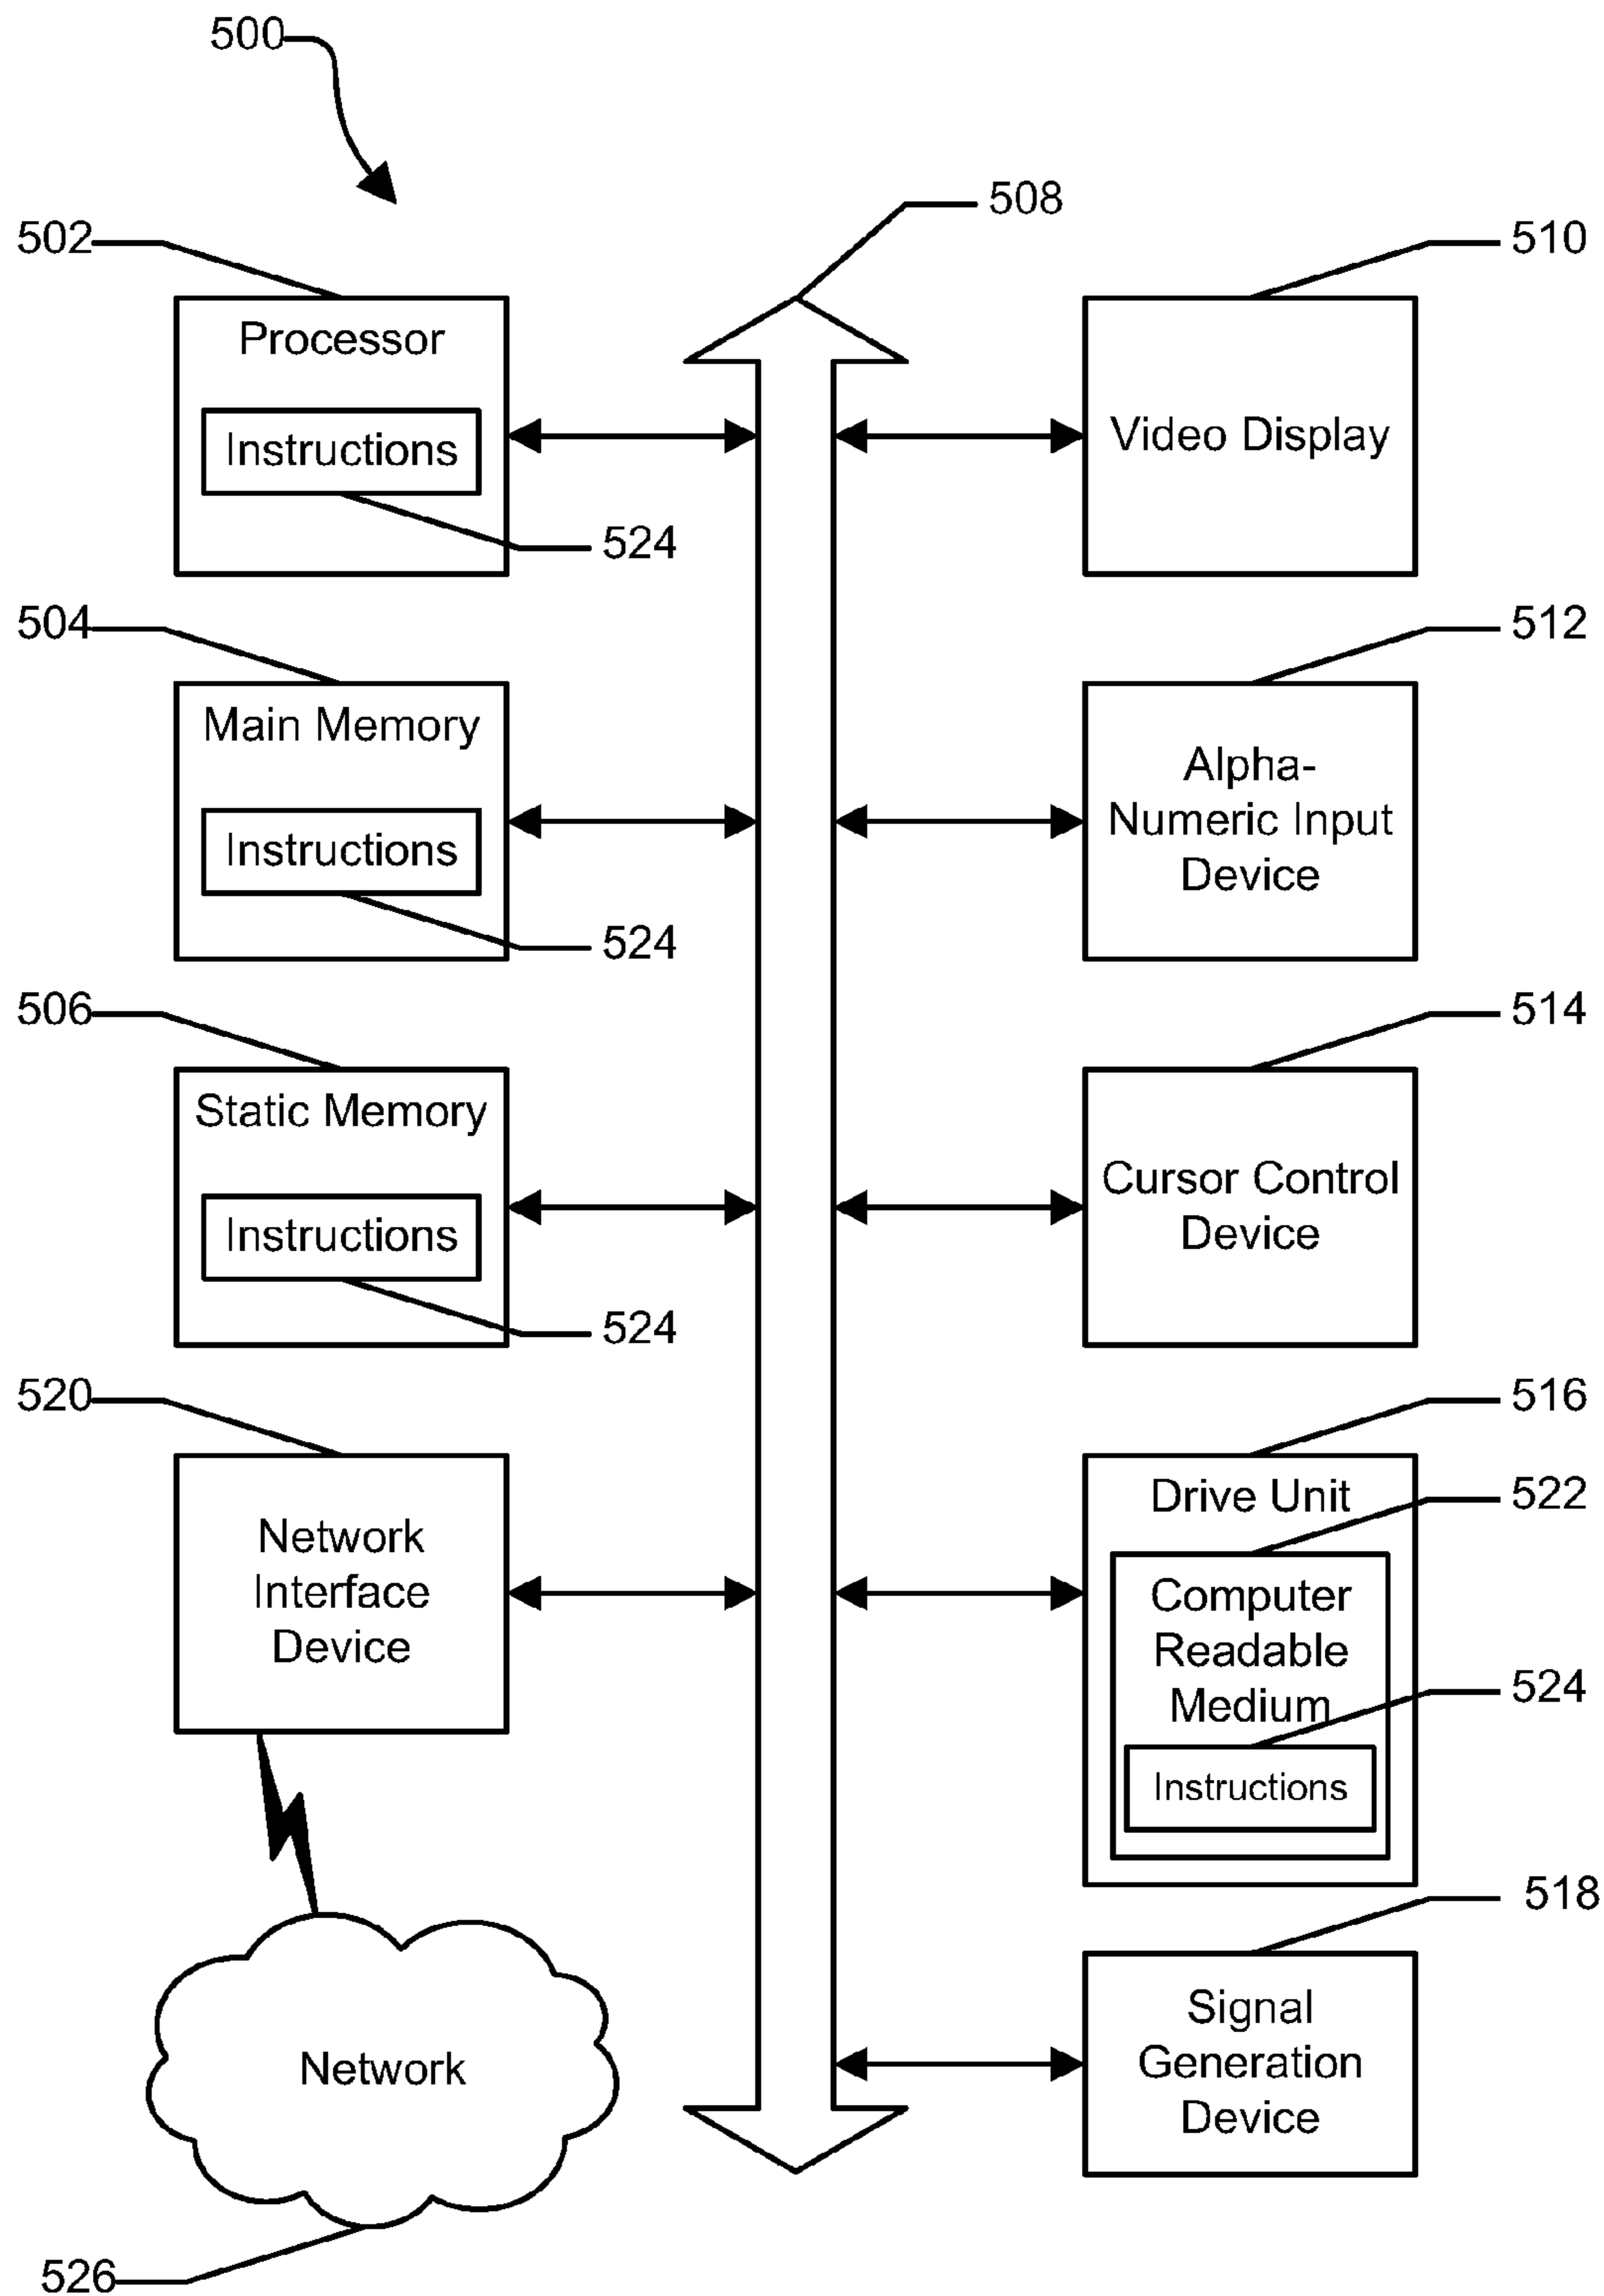 500
508
502
510
Processor
Instructions
524
Video Display
504
512
Main Memory
Instructions
524
Alpha-
Numeric Input
Device
506
514
Static Memory
Instructions
524
Cursor Control
Device
520
516
Network
Interface
Device
Drive Unit
522
Computer
Readable
Medium
524
Instructions
518
Signal
Generation
Device
Network
526